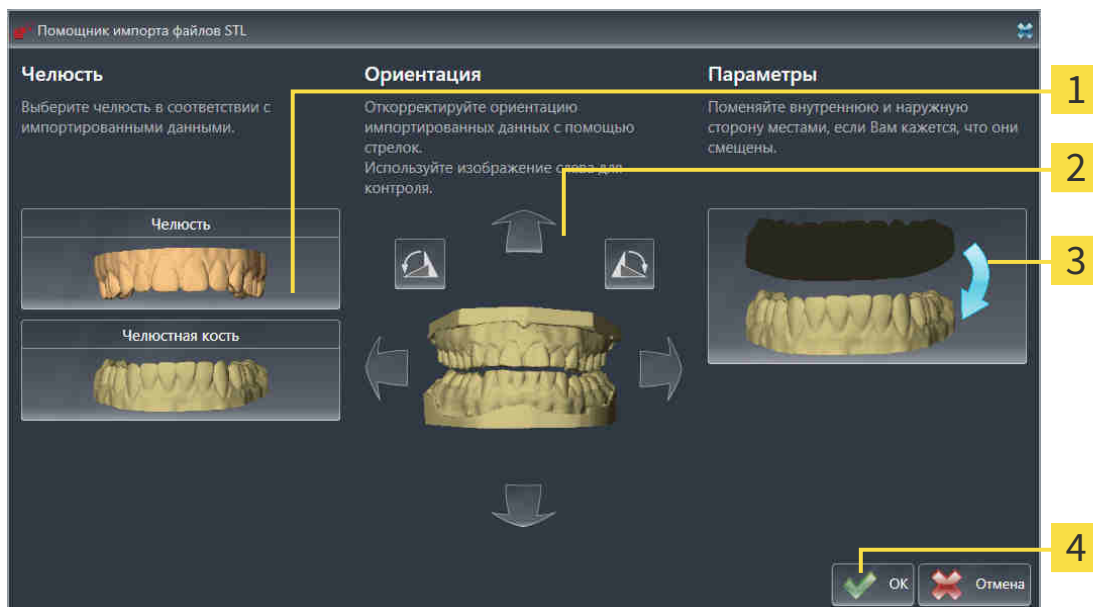 Помощник импорта файлов STL
Челюсть
Выберите челюсть в соответствии с
импортированными данными.
Челюсть
Челюстная кость
Ориентация
Откорректируйте ориентацию
импортированных данных с помощью
стрелок.
Используйте изображение слева для
контроля.
Параметры
Поменяйте внутреннюю и наружную
сторону местами, если Вам кажется, что они
смещены.
1
2
3
4
ОК
Отмена